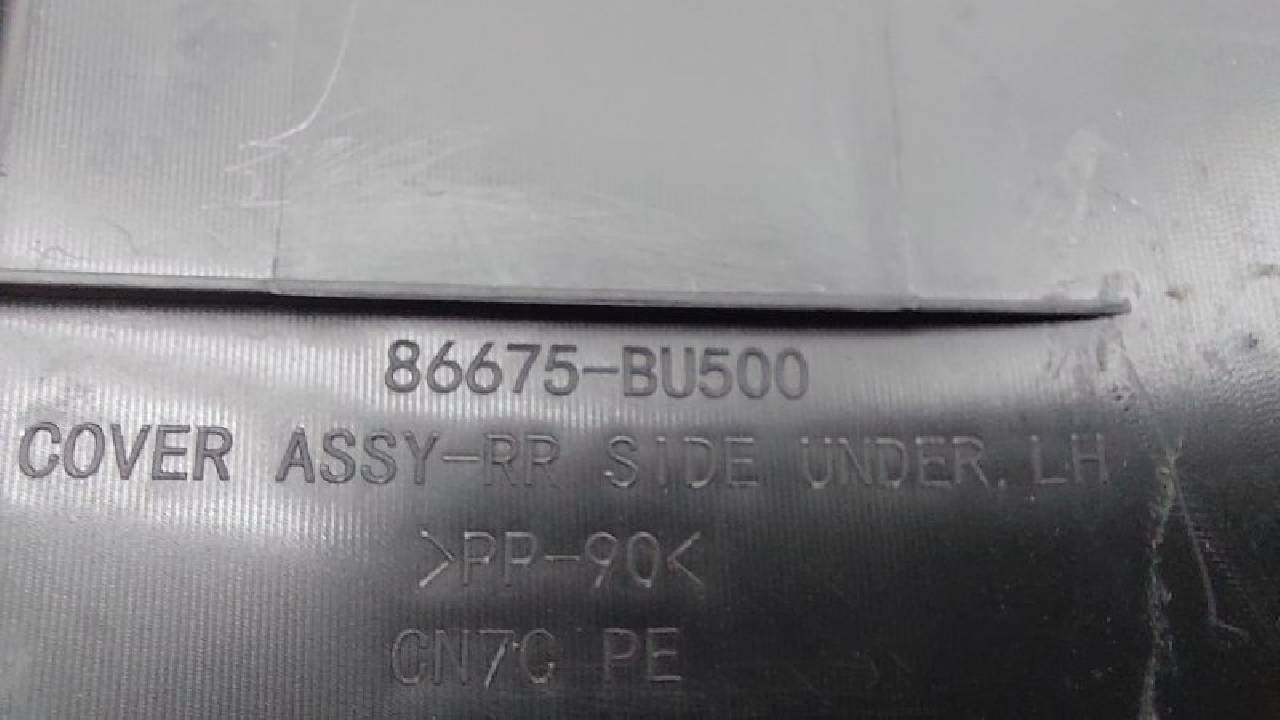 86675-BU500
COVER ASSY-RR SIDE UNDER, LH
>PP-90<
CN7C PE